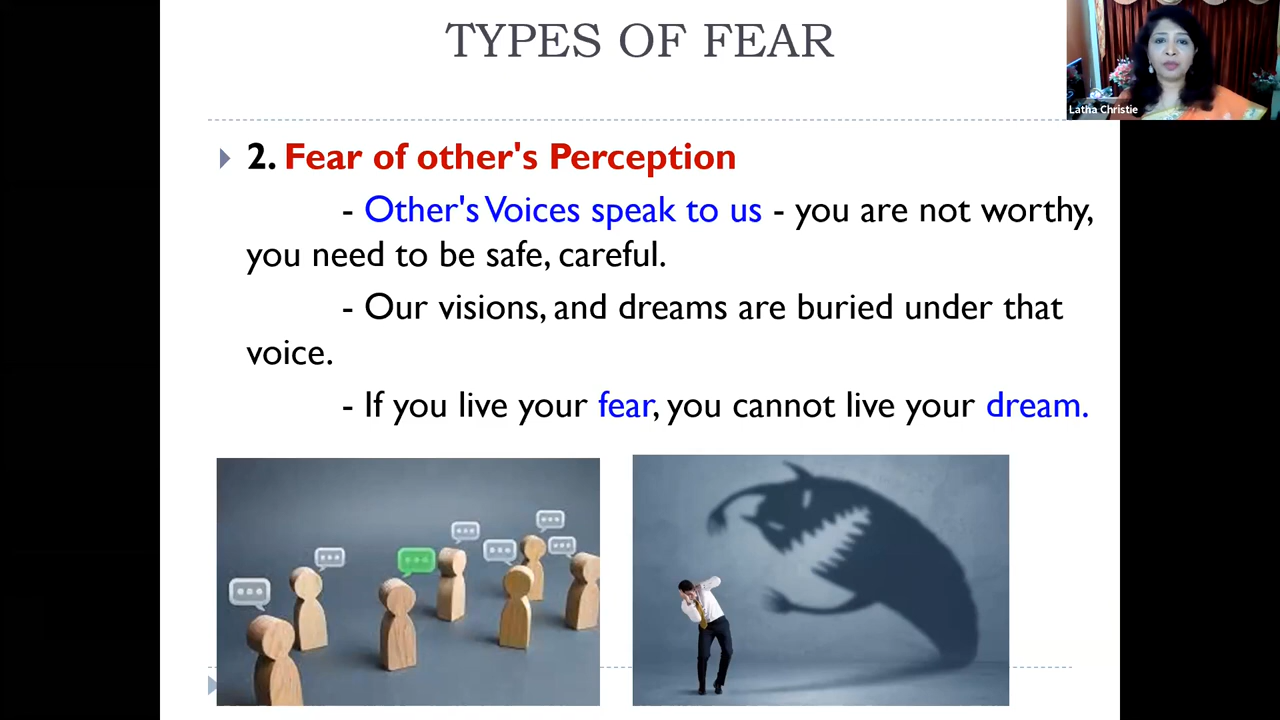 TYPES OF FEAR
Latha Christie
2. Fear of other's Perception
- Other's Voices speak to us - you are not worthy,
you need to be safe, careful.
- Our visions, and dreams are buried under that
voice.
- If you live your fear, you cannot live your dream.